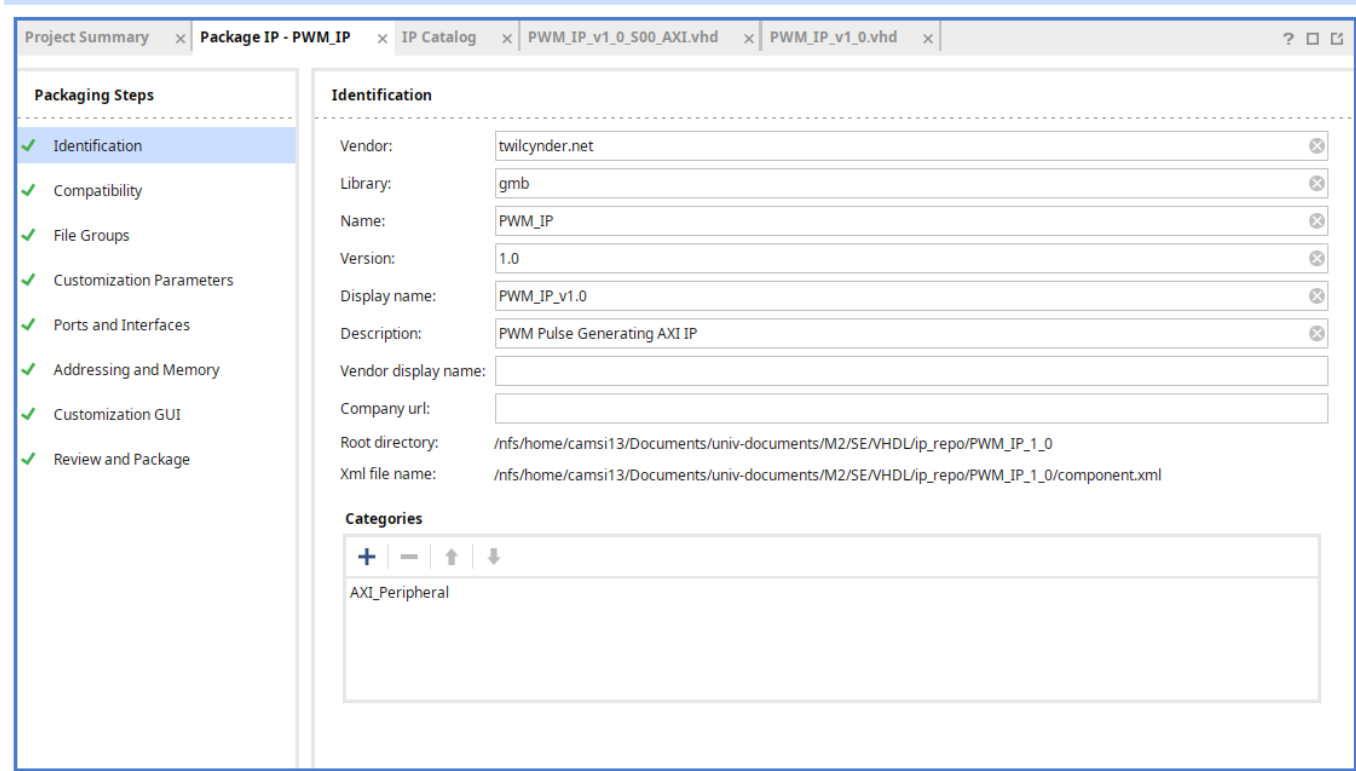 Project Summary × Package IP - PWM_IP × IP Catalog × PWM_IP_v1_0_S00_AXI.vhd × PWM_IP_v1_0.vhd × ?
Packaging Steps
Identification
Compatibility
File Groups
Customization Parameters
Ports and Interfaces
Addressing and Memory
Customization GUI
Review and Package
Identification
Vendor: twilcynder.net
Library: gmb
Name: PWM_IP
Version: 1.0
Display name: PWM_IP_v1.0
Description: PWM Pulse Generating AXI IP
Vendor display name:
Company url:
Root directory: /nfs/home/camsi13/Documents/univ-documents/M2/SE/VHDL/ip_repo/PWM_IP_1_0
Xml file name: /nfs/home/camsi13/Documents/univ-documents/M2/SE/VHDL/ip_repo/PWM_IP_1_0/component.xml
Categories
AXI_Peripheral